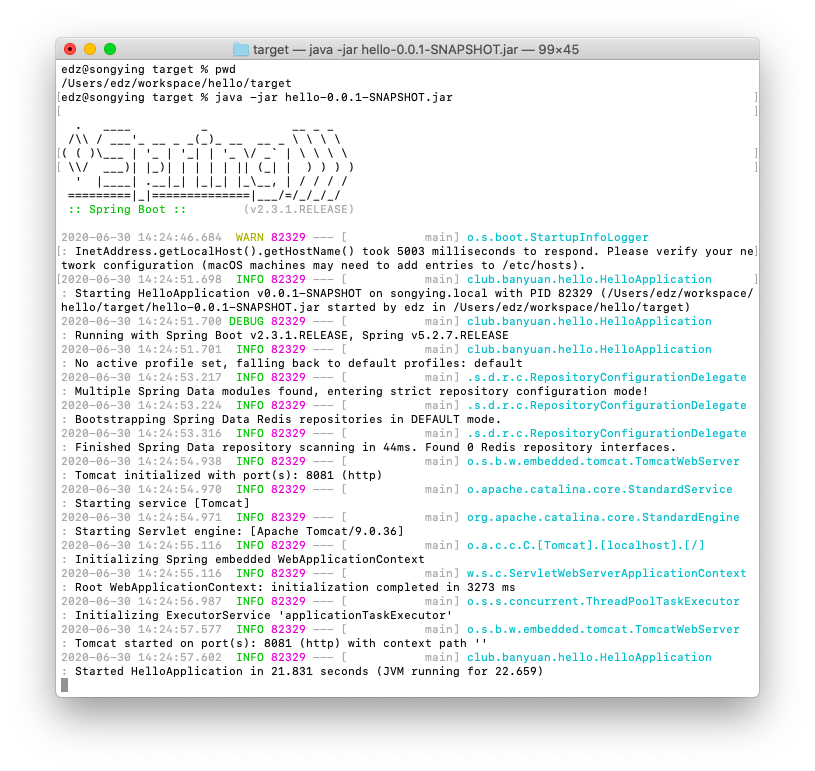 target — java -jar hello-0.0.1-SNAPSHOT.jar — 99×45
edz@songying target % pwd
/Users/edz/workspace/hello/target
[edz@songying target % java -jar hello-0.0.1-SNAPSHOT.jar ]
[
  .   ____          _            __ _ _
 /\\ / ___'_ __ _ _(_)_ __  __ _ \ \ \ \
[( ( )\___ | '_ | '_| | '_ \/ _` | \ \ \ \ ]
[ \\/  ___)| |_)| | | | | || (_| |  ) ) ) ) ]
  '  |____| .__|_| |_|_| |_\__, | / / / /
 =========|_|==============|___/=/_/_/_/
 :: Spring Boot ::        (v2.3.1.RELEASE)
2020-06-30 14:24:46.684  WARN 82329 --- [           main] o.s.boot.StartupInfoLogger
[: InetAddress.getLocalHost().getHostName() took 5003 milliseconds to respond. Please verify your ne]
twork configuration (macOS machines may need to add entries to /etc/hosts).
[2020-06-30 14:24:51.698  INFO 82329 --- [           main] club.banyuan.hello.HelloApplication ]
: Starting HelloApplication v0.0.1-SNAPSHOT on songying.local with PID 82329 (/Users/edz/workspace/
hello/target/hello-0.0.1-SNAPSHOT.jar started by edz in /Users/edz/workspace/hello/target)
2020-06-30 14:24:51.700 DEBUG 82329 --- [           main] club.banyuan.hello.HelloApplication
: Running with Spring Boot v2.3.1.RELEASE, Spring v5.2.7.RELEASE
2020-06-30 14:24:51.701  INFO 82329 --- [           main] club.banyuan.hello.HelloApplication
: No active profile set, falling back to default profiles: default
2020-06-30 14:24:53.217  INFO 82329 --- [           main] .s.d.r.c.RepositoryConfigurationDelegate
: Multiple Spring Data modules found, entering strict repository configuration mode!
2020-06-30 14:24:53.224  INFO 82329 --- [           main] .s.d.r.c.RepositoryConfigurationDelegate
: Bootstrapping Spring Data Redis repositories in DEFAULT mode.
2020-06-30 14:24:53.316  INFO 82329 --- [           main] .s.d.r.c.RepositoryConfigurationDelegate
: Finished Spring Data repository scanning in 44ms. Found 0 Redis repository interfaces.
2020-06-30 14:24:54.938  INFO 82329 --- [           main] o.s.b.w.embedded.tomcat.TomcatWebServer
: Tomcat initialized with port(s): 8081 (http)
2020-06-30 14:24:54.970  INFO 82329 --- [           main] o.apache.catalina.core.StandardService
: Starting service [Tomcat]
2020-06-30 14:24:54.971  INFO 82329 --- [           main] org.apache.catalina.core.StandardEngine
: Starting Servlet engine: [Apache Tomcat/9.0.36]
2020-06-30 14:24:55.116  INFO 82329 --- [           main] o.a.c.c.C.[Tomcat].[localhost].[/]
: Initializing Spring embedded WebApplicationContext
2020-06-30 14:24:55.116  INFO 82329 --- [           main] w.s.c.ServletWebServerApplicationContext
: Root WebApplicationContext: initialization completed in 3273 ms
2020-06-30 14:24:56.987  INFO 82329 --- [           main] o.s.s.concurrent.ThreadPoolTaskExecutor
: Initializing ExecutorService 'applicationTaskExecutor'
2020-06-30 14:24:57.577  INFO 82329 --- [           main] o.s.b.w.embedded.tomcat.TomcatWebServer
: Tomcat started on port(s): 8081 (http) with context path ''
2020-06-30 14:24:57.602  INFO 82329 --- [           main] club.banyuan.hello.HelloApplication
: Started HelloApplication in 21.831 seconds (JVM running for 22.659)